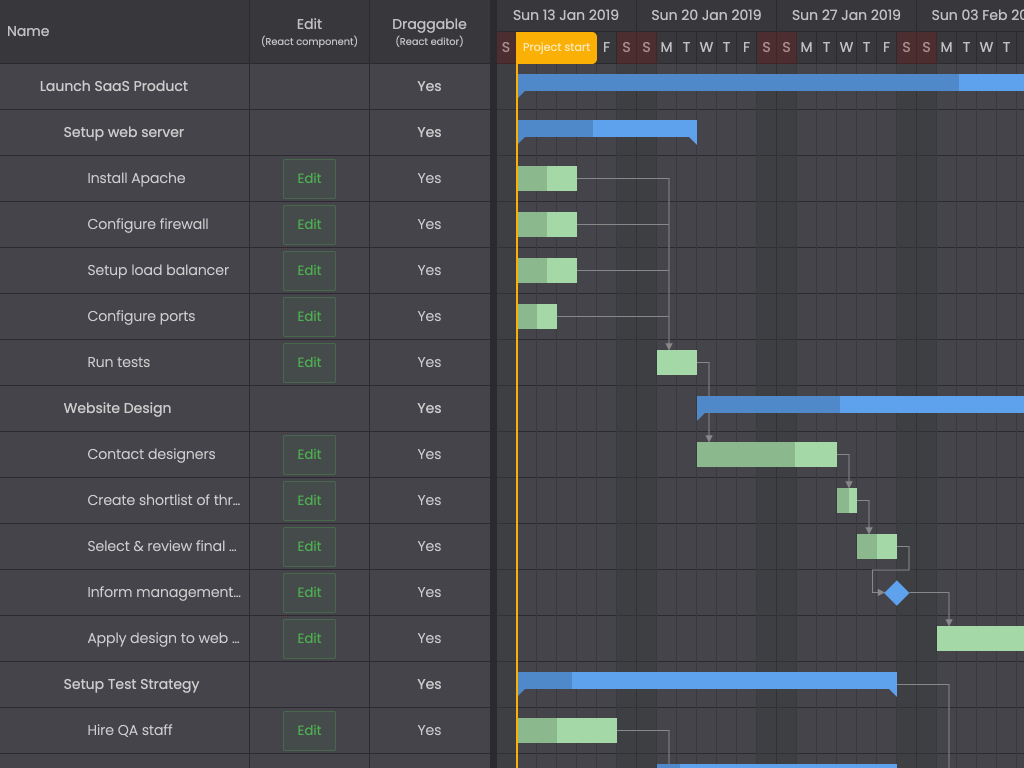 Name
Edit
(React component)
Draggable
(React editor)
Sun 13 Jan 2019 Sun 20 Jan 2019 Sun 27 Jan 2019 Sun 03 Feb 20
S Project start F S S M T W T F S S M T W T F S S M T W T
Launch SaaS Product Yes
Setup web server Yes
Install Apache Edit Yes
Configure firewall Edit Yes
Setup load balancer Edit Yes
Configure ports Edit Yes
Run tests Edit Yes
Website Design Yes
Contact designers Edit Yes
Create shortlist of thr… Edit Yes
Select & review final … Edit Yes
Inform management… Edit Yes
Apply design to web … Edit Yes
Setup Test Strategy Yes
Hire QA staff Edit Yes